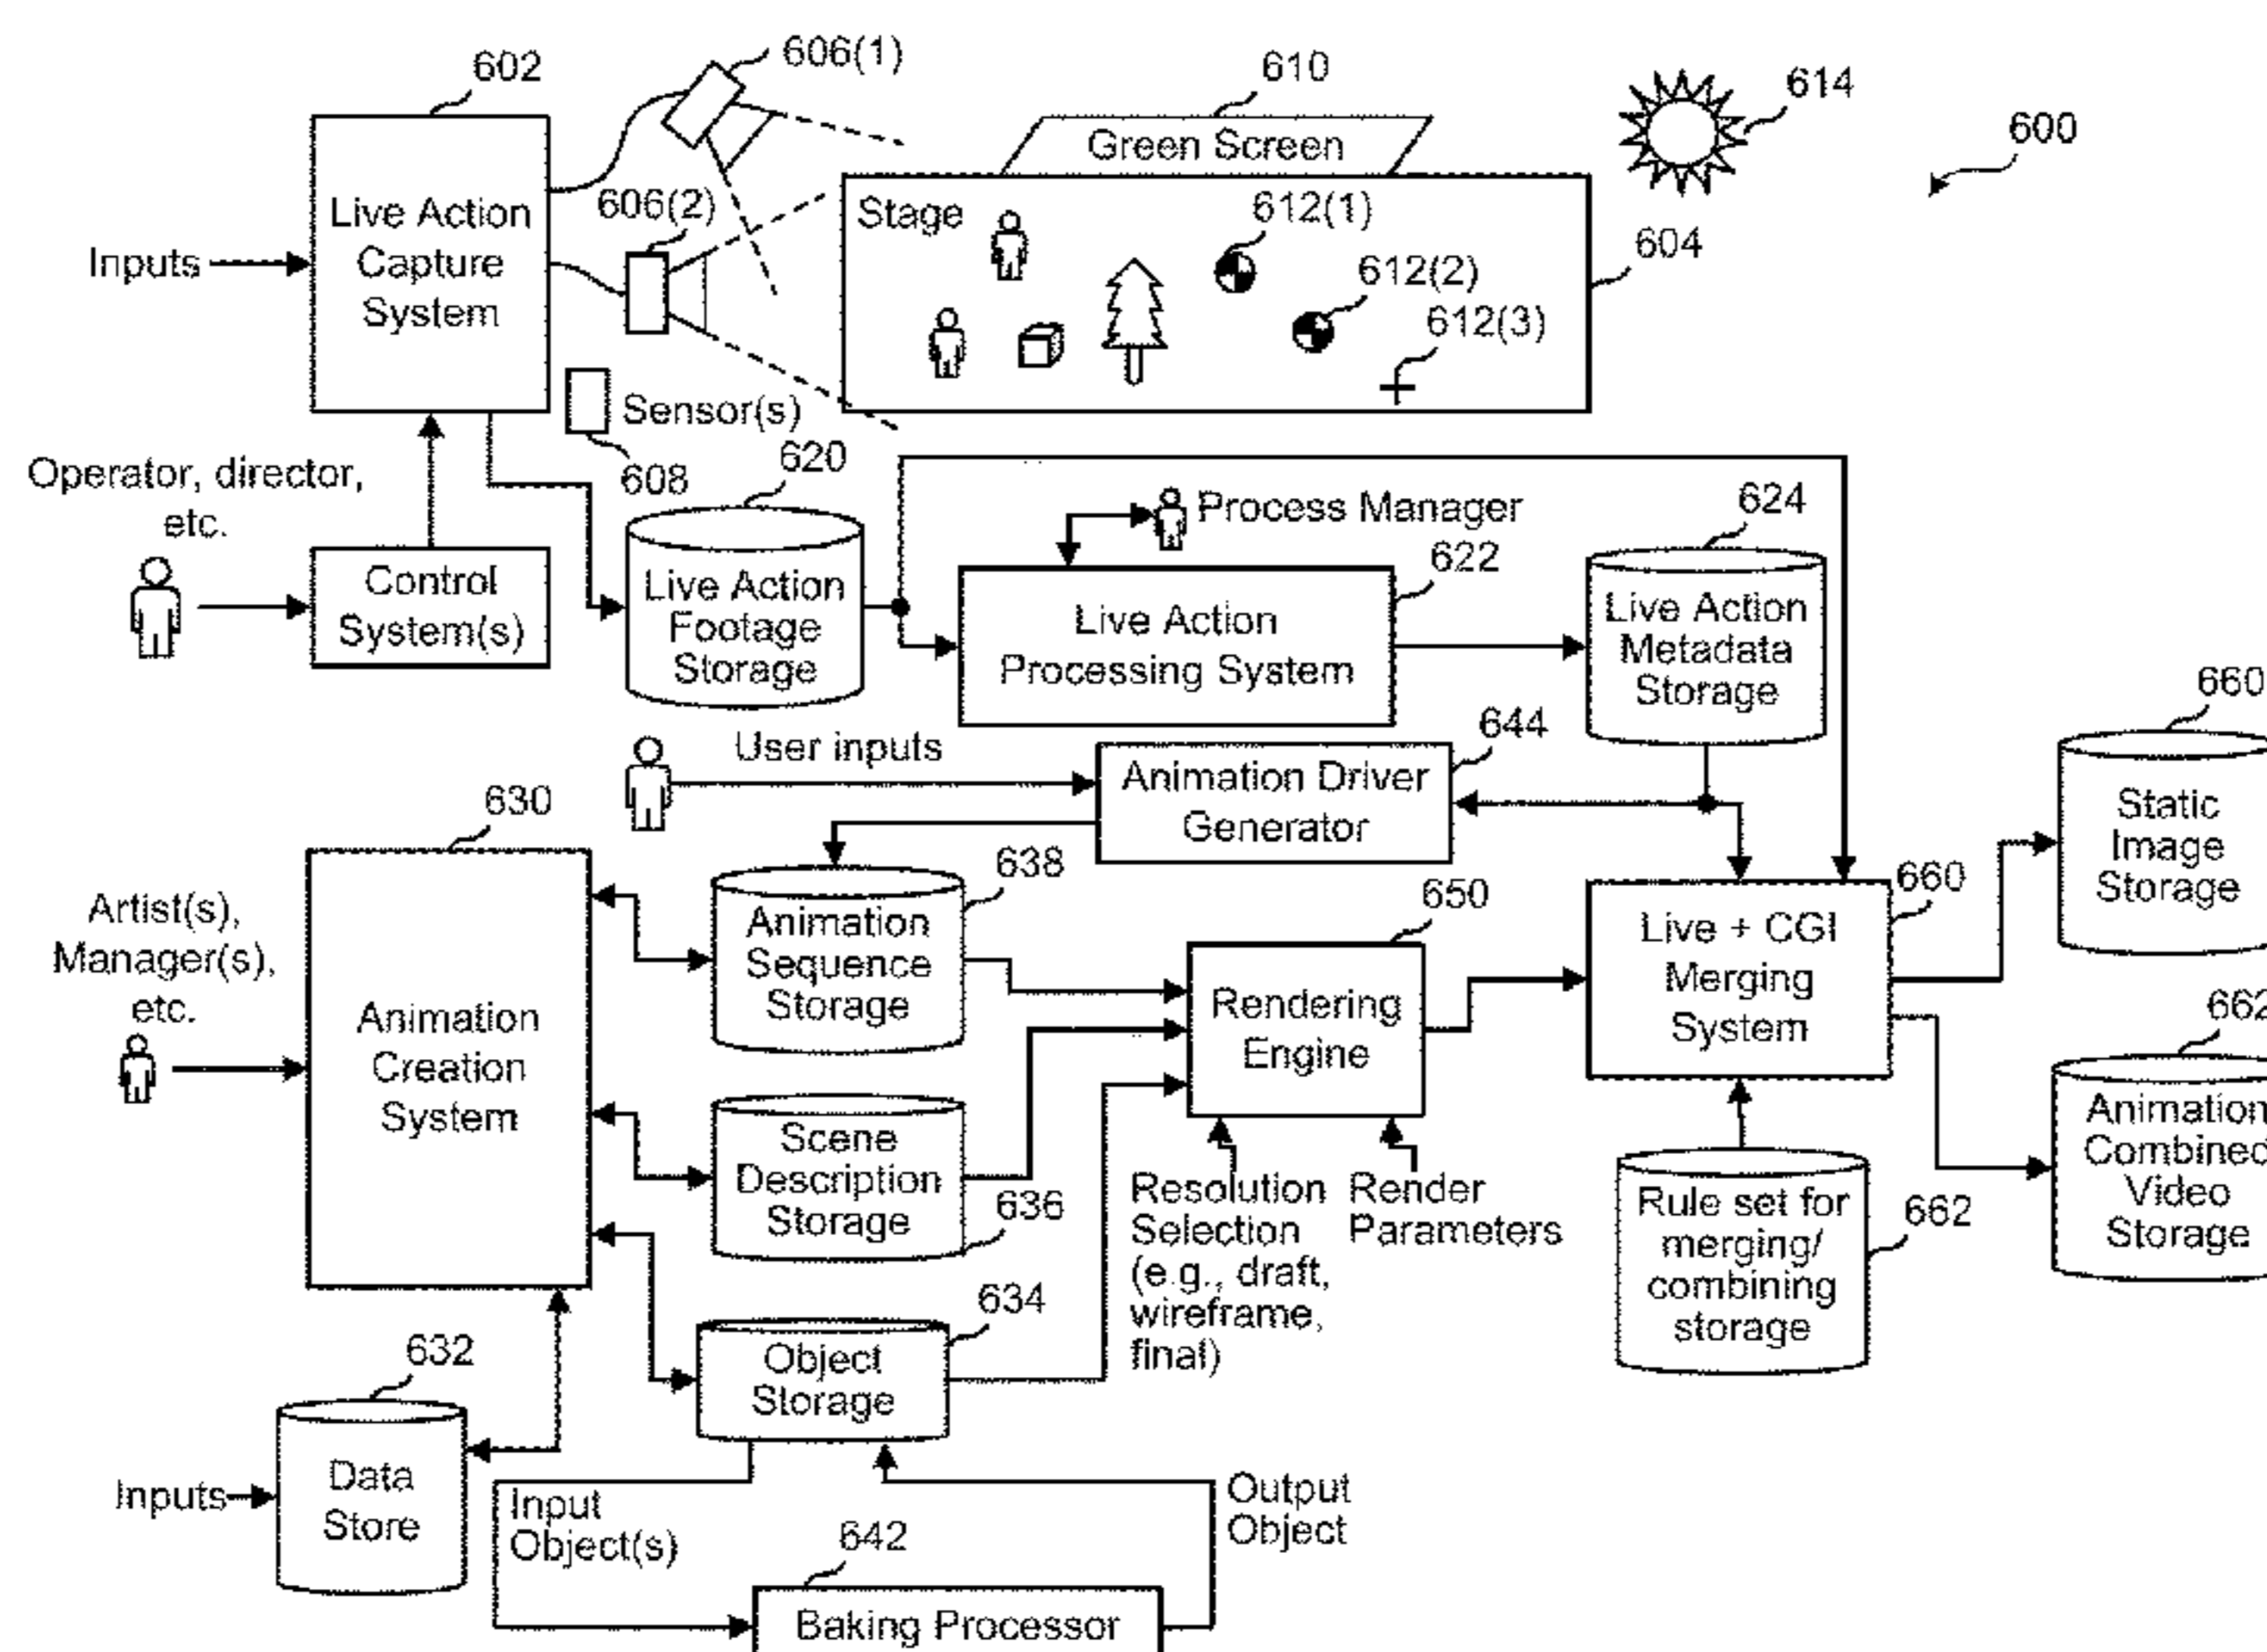 602
606(1)
610
614
600
Green Screen
Live Action
Capture
System
606(2)
Stage
612(1)
604
Inputs
612(2)
612(3)
Sensor(s)
608
Operator, director,
etc.
620
Process Manager
624
Control
System(s)
Live Action
Footage
Storage
622
Live Action
Processing System
Live Action
Metadata
Storage
660
User inputs
644
Animation Driver
Generator
Static
Image
Storage
630
638
650
660
Artist(s),
Manager(s),
etc.
Animation
Sequence
Storage
Live + CGI
Merging
System
Animation
Creation
System
Rendering
Engine
662
Scene
Description
Storage
636
Resolution
Selection
(e.g., draft,
wireframe,
final)
Render
Parameters
Rule set for
merging/
combining
storage
662
Animation
Combined
Video
Storage
634
Object
Storage
632
Inputs
Data
Store
Input
Object(s)
Output
Object
642
Baking Processor